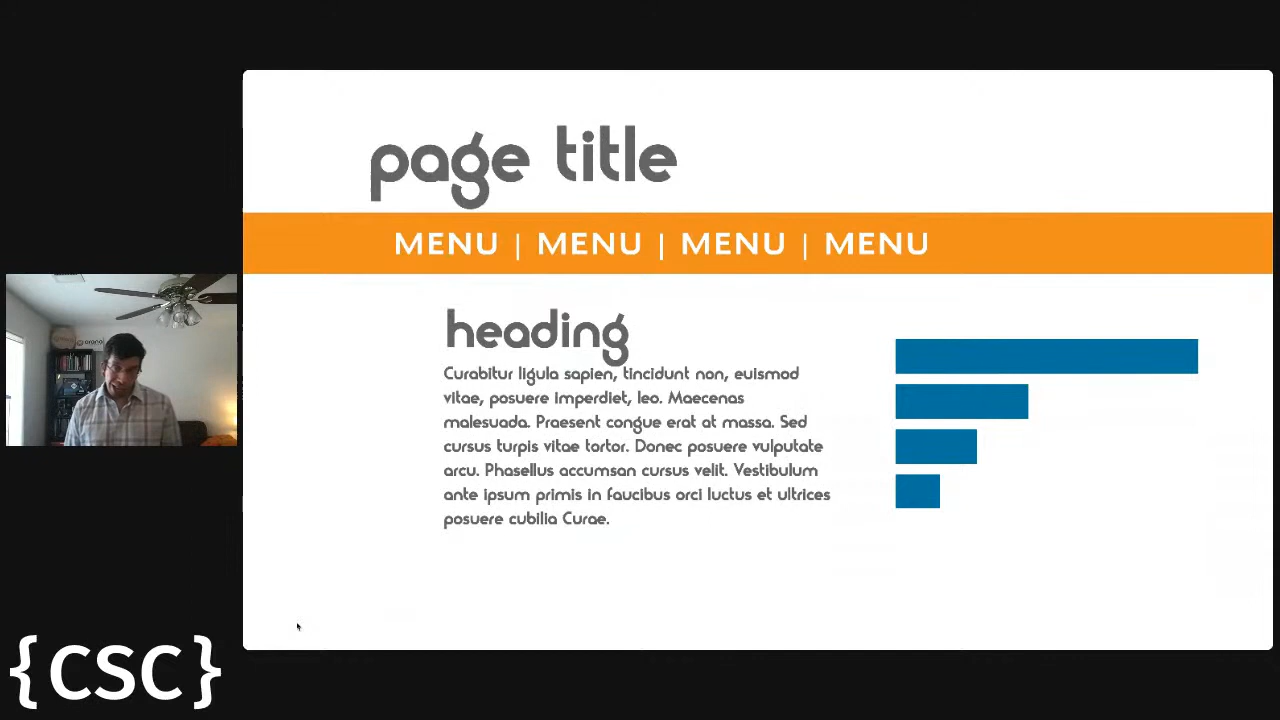 page title
MENU | MENU | MENU | MENU
heading
Curabitur ligula sapien, tincidunt non, euismod
vitae, posuere imperdiet, leo. Maecenas
malesuada. Praesent congue erat at massa. Sed
cursus turpis vitae tortor. Donec posuere vulputate
arcu. Phasellus accumsan cursus velit. Vestibulum
ante ipsum primis in faucibus orci luctus et ultrices
posuere cubilia Curae.
{CSC}